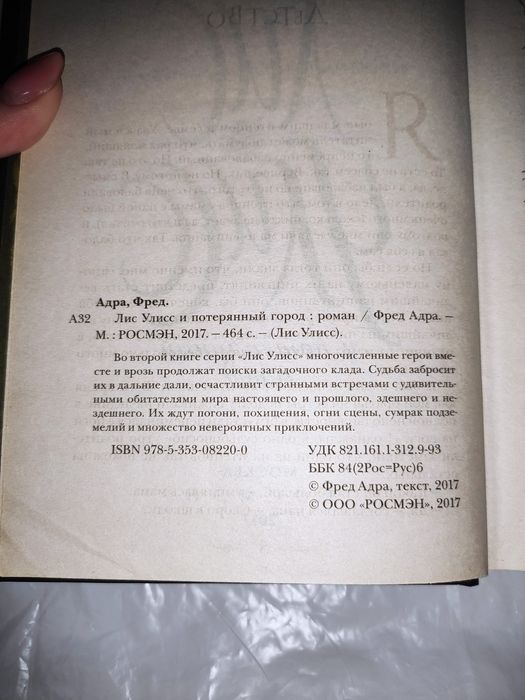 Адра, Фред.
А32 Лис Улисс и потерянный город : роман / Фред Адра. –
М. : РОСМЭН, 2017. – 464 с. – (Лис Улисс).
Во второй книге серии «Лис Улисс» многочисленные герои вме-
сте и врозь продолжат поиски загадочного клада. Судьба забросит
их в дальние дали, осчастливит странными встречами с удивитель-
ными обитателями мира настоящего и прошлого, здешнего и не-
здешнего. Их ждут погони, похищения, огни сцены, сумрак подзе-
мелий и множество невероятных приключений.
ISBN 978-5-353-08220-0
УДК 821.161.1-312.9-93
ББК 84(2Рос=Рус)6
© Фред Адра, текст, 2017
© ООО «РОСМЭН», 2017